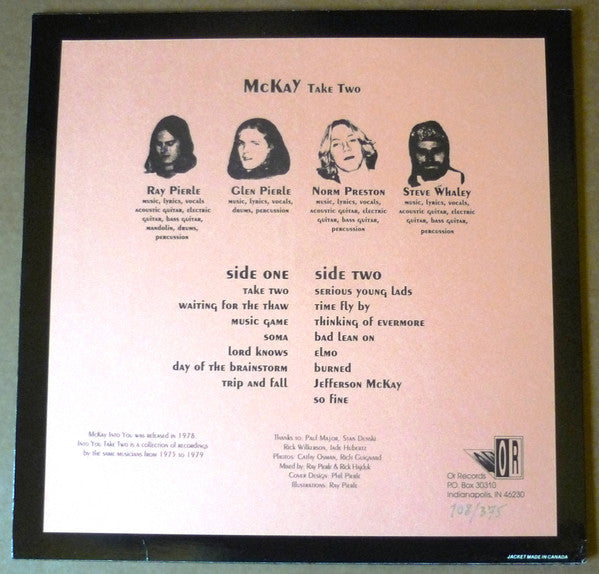 McKay Take Two
Ray Pierle
music, lyrics, vocals
acoustic guitar, electric
guitar, bass guitar,
mandolin, drums,
percussion
Glen Pierle
music, lyrics, vocals,
drums, percussion
Norm Preston
music, lyrics, vocals,
acoustic guitar, electric
guitar, bass guitar,
percussion
Steve Whaley
music, lyrics, vocals,
acoustic guitar, electric
guitar, bass guitar,
percussion
side one
take two
waiting for the thaw
music game
soma
lord knows
day of the brainstorm
trip and fall
side two
serious young lads
time fly by
thinking of evermore
bad lean on
elmo
burned
Jefferson McKay
so fine
McKay Into You was released in 1978.
Into You Take Two is a collection of recordings
by the same musicians from 1975 to 1979
Thanks to: Paul Major, Stan Denski
Rick Wilkerson, Jack Hubertz
Photos: Cathy Osman, Rich Guignard
Mixed by: Ray Pierle & Rick Hajduk
Cover Design: Phil Pierle
Illustrations: Ray Pierle
OR
Or Records
P.O. Box 30310
Indianapolis, IN 46230
108/375
JACKET MADE IN CANADA